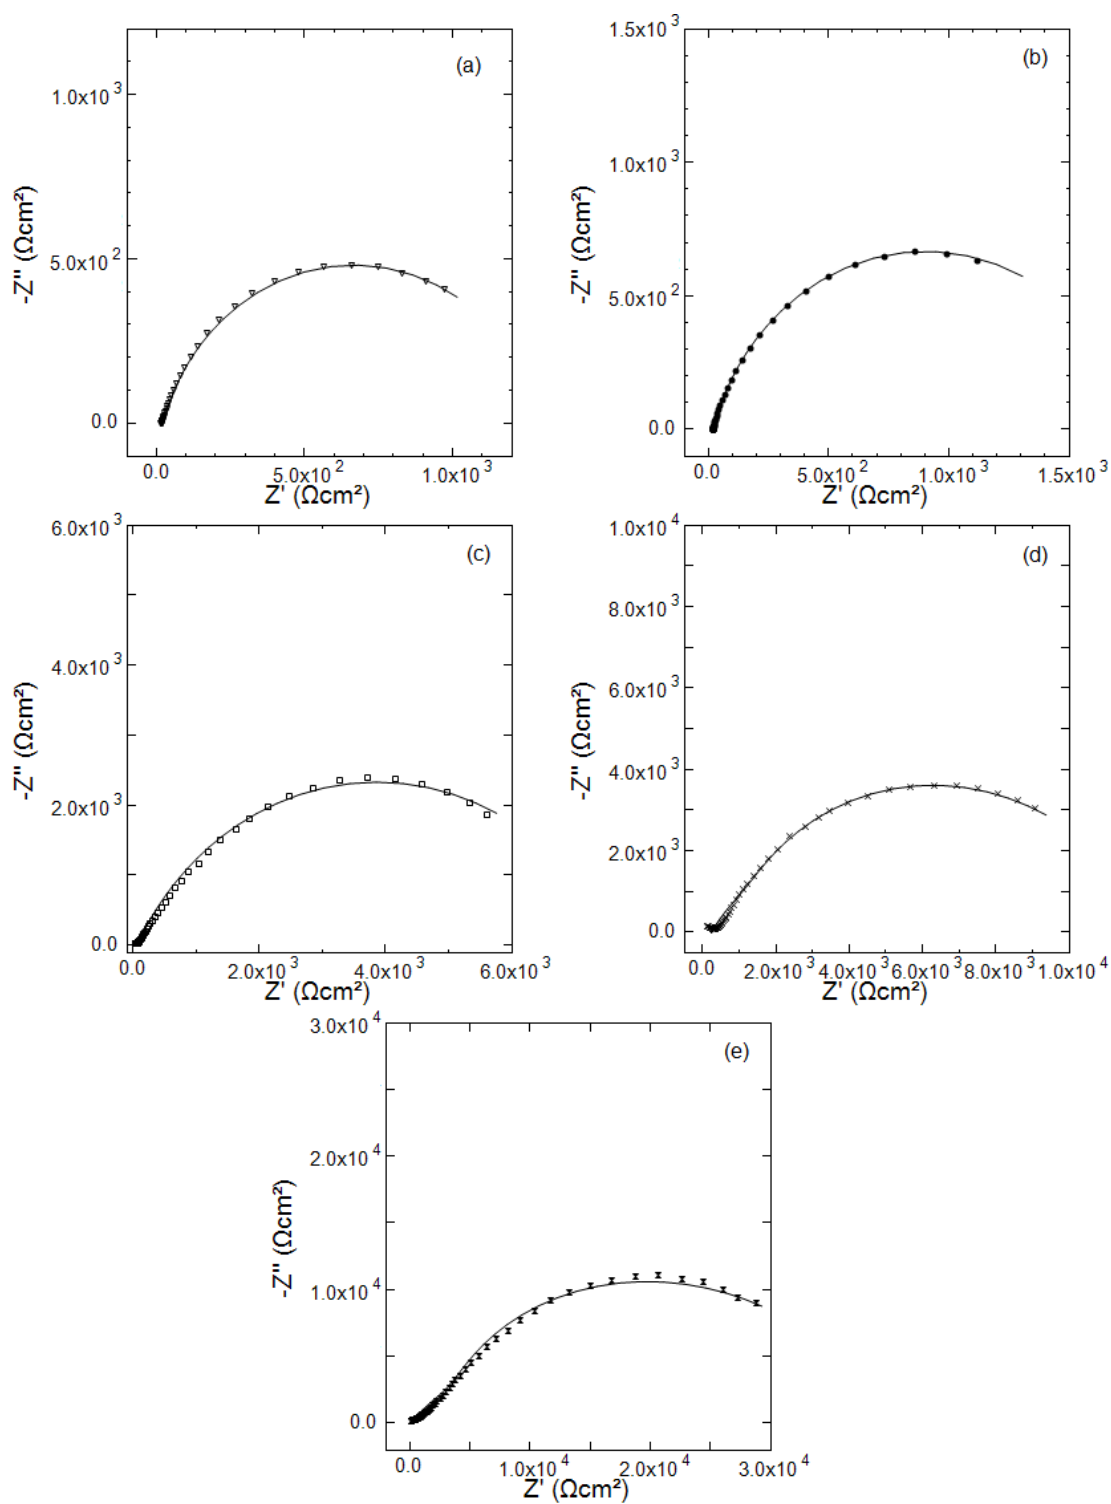 (a)
1.0x10³
5.0x10²
0.0
-Z" (Ωcm²)
0.0 5.0x10² 1.0x10³
Z' (Ωcm²)
(b)
1.5x10³
1.0x10³
5.0x10²
0.0
-Z" (Ωcm²)
0.0 5.0x10² 1.0x10³ 1.5x10³
Z' (Ωcm²)
(c)
6.0x10³
4.0x10³
2.0x10³
0.0
-Z" (Ωcm²)
0.0 2.0x10³ 4.0x10³ 6.0x10³
Z' (Ωcm²)
(d)
1.0x10⁴
8.0x10³
6.0x10³
4.0x10³
2.0x10³
0.0
-Z" (Ωcm²)
0.0 2.0x10³ 4.0x10³ 6.0x10³ 8.0x10³ 1.0x10⁴
Z' (Ωcm²)
(e)
3.0x10⁴
2.0x10⁴
1.0x10⁴
0.0
-Z" (Ωcm²)
0.0 1.0x10⁴ 2.0x10⁴ 3.0x10⁴
Z' (Ωcm²)